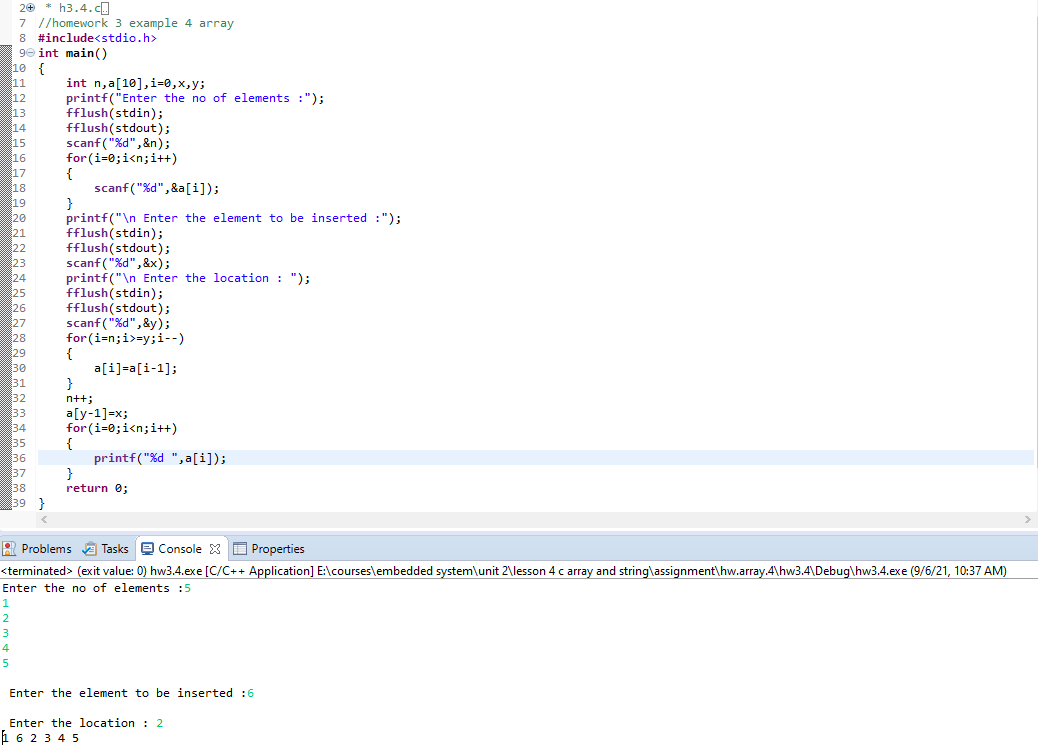 2 * h3.4.c
7 //homework 3 example 4 array
8 #include<stdio.h>
9 int main()
10 {
11     int n,a[10],i=0,x,y;
12     printf("Enter the no of elements :");
13     fflush(stdin);
14     fflush(stdout);
15     scanf("%d",&n);
16     for(i=0;i<n;i++)
17     {
18         scanf("%d",&a[i]);
19     }
20     printf("\n Enter the element to be inserted :");
21     fflush(stdin);
22     fflush(stdout);
23     scanf("%d",&x);
24     printf("\n Enter the location : ");
25     fflush(stdin);
26     fflush(stdout);
27     scanf("%d",&y);
28     for(i=n;i>=y;i--)
29     {
30         a[i]=a[i-1];
31     }
32     n++;
33     a[y-1]=x;
34     for(i=0;i<n;i++)
35     {
36         printf("%d ",a[i]);
37     }
38     return 0;
39 }
Problems Tasks Console Properties
<terminated> (exit value: 0) hw3.4.exe [C/C++ Application] E:\courses\embedded system\unit 2\lesson 4 c array and string\assignment\hw.array.4\hw3.4\Debug\hw3.4.exe (9/6/21, 10:37 AM)
Enter the no of elements :5
1
2
3
4
5
Enter the element to be inserted :6
Enter the location : 2
1 6 2 3 4 5